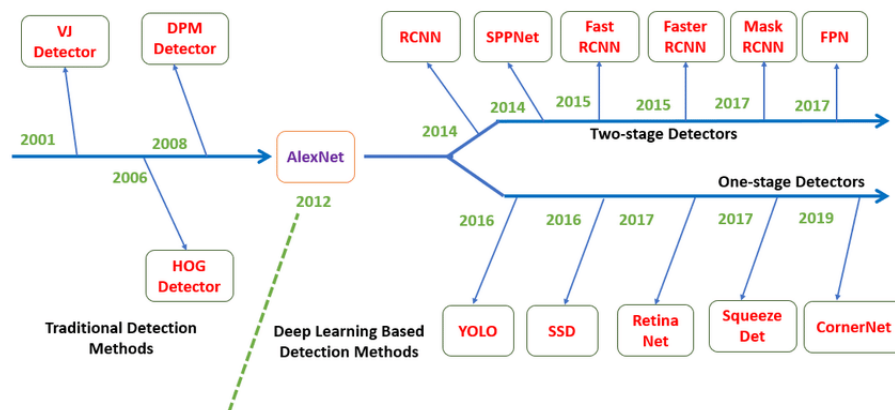 VJ
Detector
DPM
Detector
RCNN
SPPNet
Fast
RCNN
Faster
RCNN
Mask
RCNN
FPN
2001
2006
2008
AlexNet
2012
2014
2014
2015
2015
2017
2017
Two-stage Detectors
One-stage Detectors
2016
2016
2017
2017
2019
HOG
Detector
YOLO
SSD
Retina
Net
Squeeze
Det
CornerNet
Traditional Detection
Methods
Deep Learning Based
Detection Methods